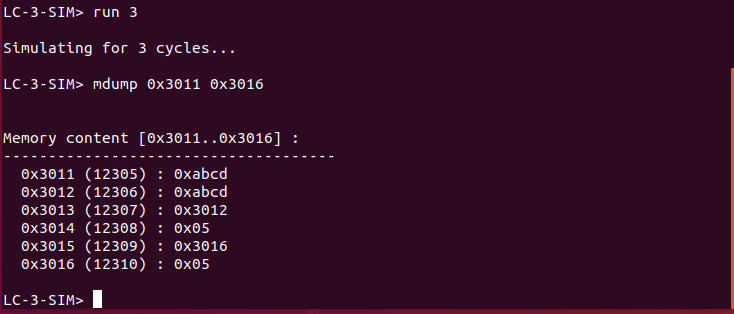 LC-3-SIM> run 3
Simulating for 3 cycles...
LC-3-SIM> mdump 0x3011 0x3016
Memory content [0x3011..0x3016] :
-------------------------------------
0x3011 (12305) : 0xabcd
0x3012 (12306) : 0xabcd
0x3013 (12307) : 0x3012
0x3014 (12308) : 0x05
0x3015 (12309) : 0x3016
0x3016 (12310) : 0x05
LC-3-SIM>